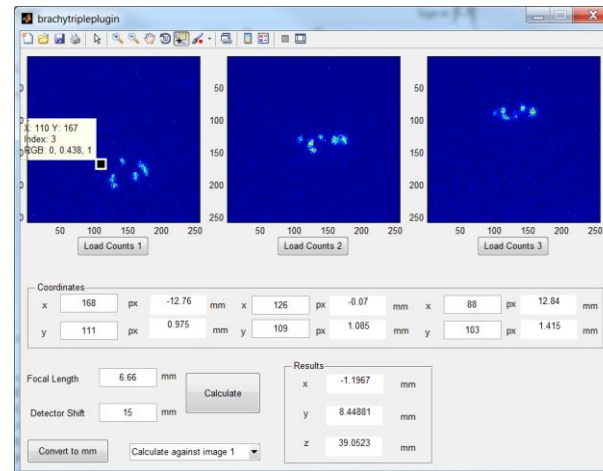 brachytripleplugin
X: 110 Y: 167
Index: 3
RGB: 0, 0.438, 1
50 50
100 100
150 150
200 200
250 250
50 100 150 200 250 50 100 150 200 250 50 100 150 200 250
Load Counts 1 Load Counts 2 Load Counts 3
Coordinates
x 168 px -12.76 mm x 126 px -0.07 mm x 88 px 12.84 mm
y 111 px 0.975 mm y 109 px 1.085 mm y 103 px 1.415 mm
Results
Focal Length 6.66 mm
Calculate
x -1.1967 mm
Detector Shift 15 mm
y 8.44881 mm
Convert to mm Calculate against image 1
z 39.0523 mm